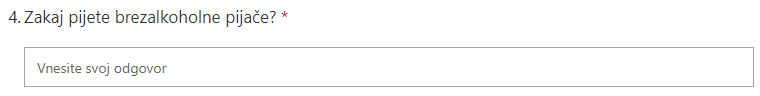 4. Zakaj pijete brezalkoholne pijače? *
Vnesite svoj odgovor